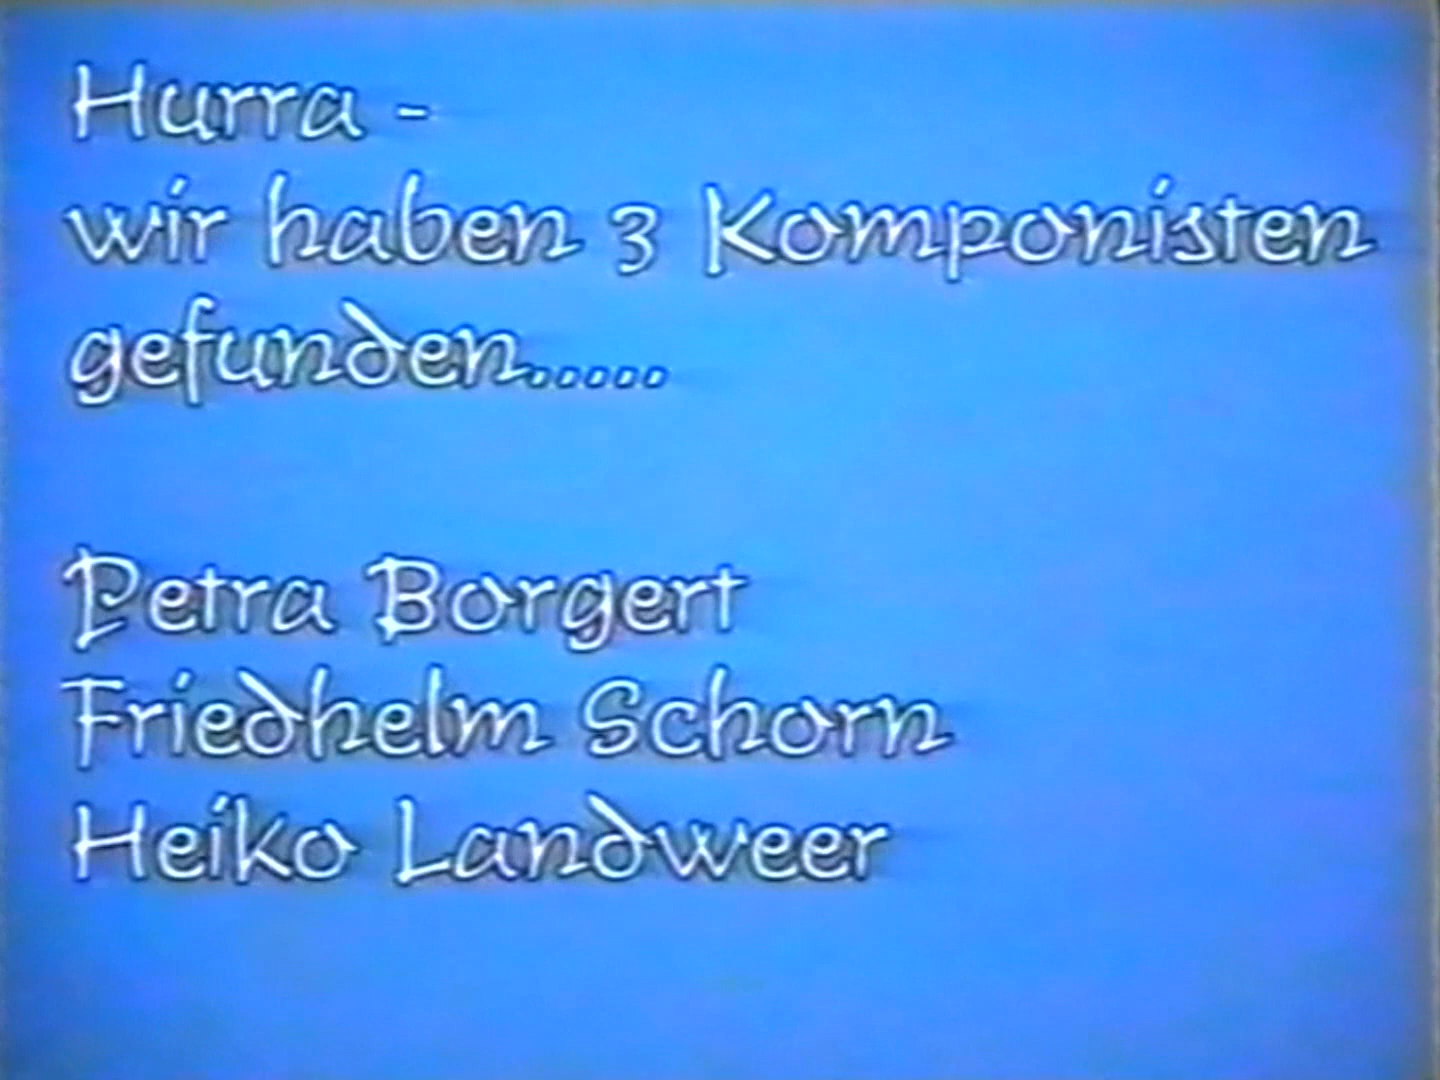 Hurra -
wir haben 3 Komponisten
gefunden......
Petra Borgert
Friedhelm Schorn
Heiko Landweer